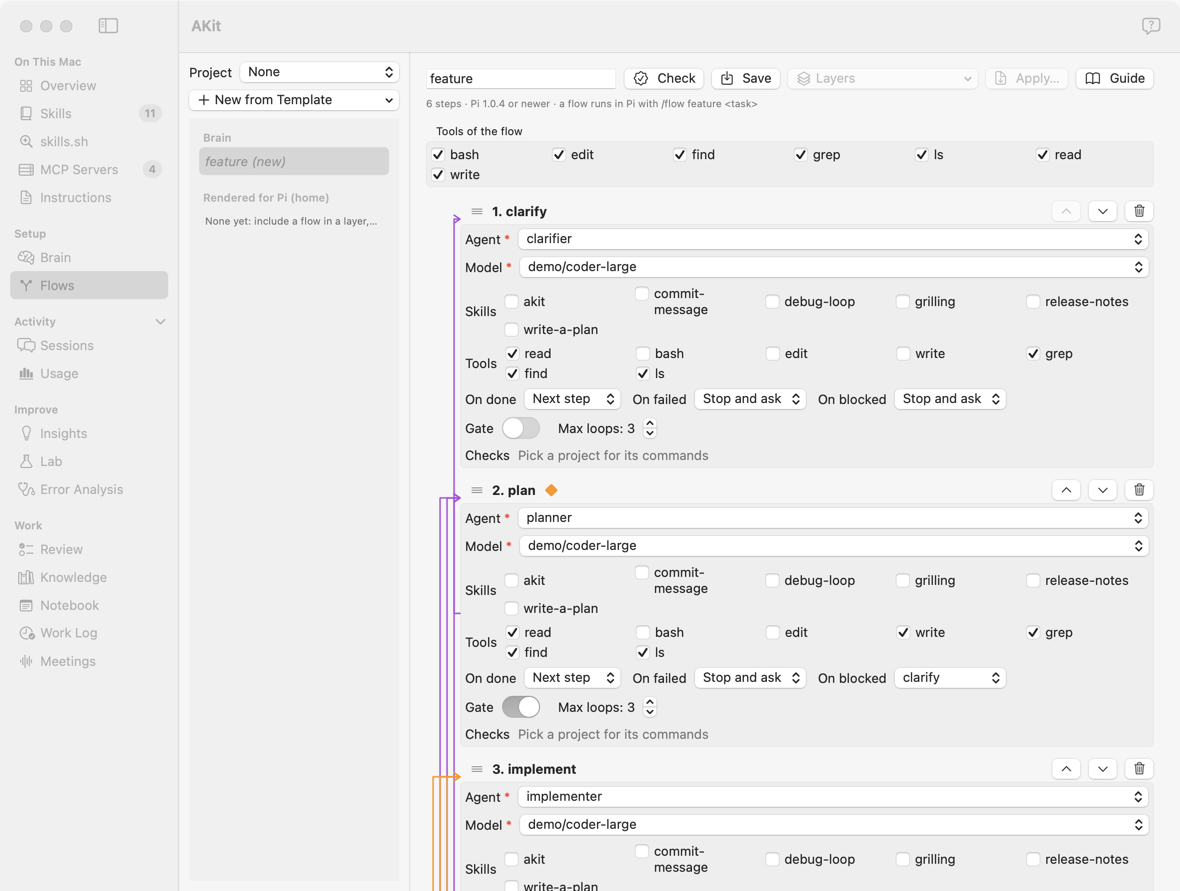 AKit
On This Mac
Overview
Skills 11
skills.sh
MCP Servers 4
Instructions
Setup
Brain
Flows
Activity
Sessions
Usage
Improve
Insights
Lab
Error Analysis
Work
Review
Knowledge
Notebook
Work Log
Meetings
Project None
New from Template
Brain
feature (new)
Rendered for Pi (home)
None yet: include a flow in a layer,...
feature Check Save Layers Apply... Guide
6 steps · Pi 1.0.4 or newer · a flow runs in Pi with /flow feature <task>
Tools of the flow
bash edit find grep ls read
write
1. clarify
Agent * clarifier
Model * demo/coder-large
Skills akit commit-message debug-loop grilling release-notes
write-a-plan
Tools read bash edit write grep
find ls
On done Next step On failed Stop and ask On blocked Stop and ask
Gate Max loops: 3
Checks Pick a project for its commands
2. plan
Agent * planner
Model * demo/coder-large
Skills akit commit-message debug-loop grilling release-notes
write-a-plan
Tools read bash edit write grep
find ls
On done Next step On failed Stop and ask On blocked clarify
Gate Max loops: 3
Checks Pick a project for its commands
3. implement
Agent * implementer
Model * demo/coder-large
Skills akit commit-message debug-loop grilling release-notes
write-a-plan